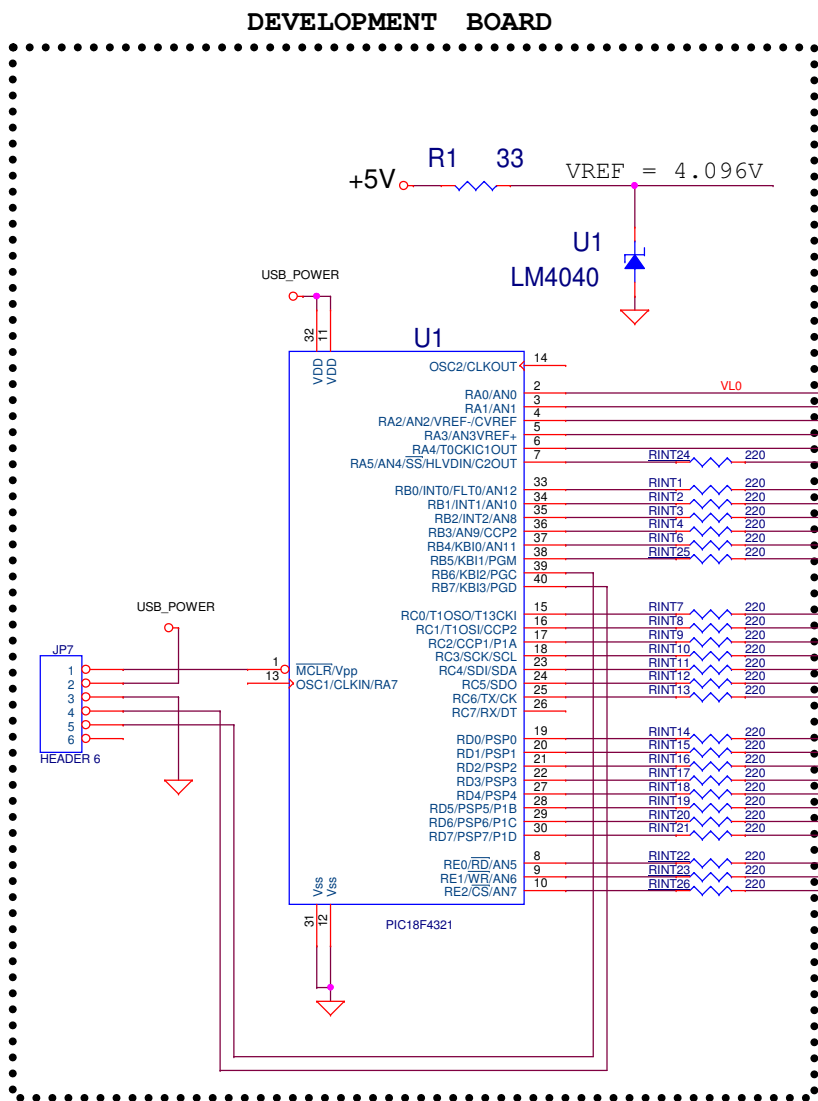 DEVELOPMENT BOARD
R1 33
+5V
VREF = 4.096V
U1
LM4040
USB_POWER
U1
32
11
VDD
VDD
OSC2/CLKOUT 14
RA0/AN0 2 VL0
RA1/AN1 3
RA2/AN2/VREF-/CVREF 4
RA3/AN3VREF+ 5
RA4/T0CKIC1OUT 6
RA5/AN4/SS/HLVDIN/C2OUT 7 RINT24 220
RB0/INT0/FLT0/AN12 33 RINT1 220
RB1/INT1/AN10 34 RINT2 220
RB2/INT2/AN8 35 RINT3 220
RB3/AN9/CCP2 36 RINT4 220
RB4/KBI0/AN11 37 RINT6 220
RB5/KBI1/PGM 38 RINT25 220
RB6/KBI2/PGC 39
RB7/KBI3/PGD 40
USB_POWER
RC0/T1OSO/T13CKI 15 RINT7 220
RC1/T1OSI/CCP2 16 RINT8 220
RC2/CCP1/P1A 17 RINT9 220
RC3/SCK/SCL 18 RINT10 220
RC4/SDI/SDA 23 RINT11 220
RC5/SDO 24 RINT12 220
RC6/TX/CK 25 RINT13 220
RC7/RX/DT 26
JP7
1
2
3
4
5
6
HEADER 6
1 MCLR/Vpp
13 OSC1/CLKIN/RA7
RD0/PSP0 19 RINT14 220
RD1/PSP1 20 RINT15 220
RD2/PSP2 21 RINT16 220
RD3/PSP3 22 RINT17 220
RD4/PSP4 27 RINT18 220
RD5/PSP5/P1B 28 RINT19 220
RD6/PSP6/P1C 29 RINT20 220
RD7/PSP7/P1D 30 RINT21 220
RE0/RD/AN5 8 RINT22 220
RE1/WR/AN6 9 RINT23 220
RE2/CS/AN7 10 RINT26 220
Vss
Vss
31
12
PIC18F4321